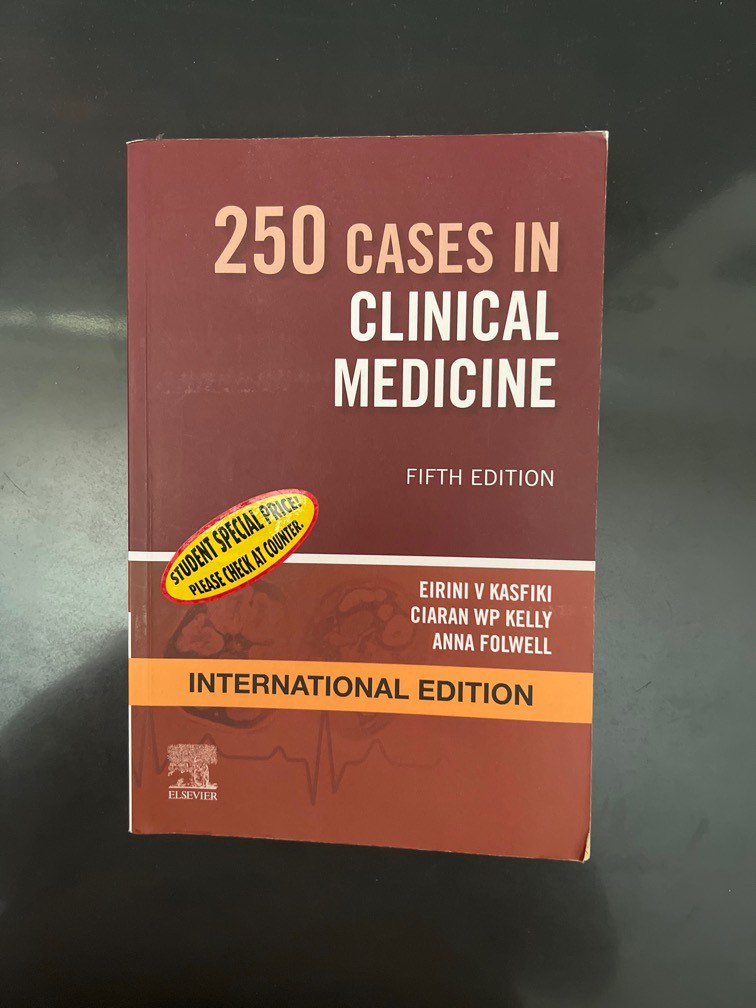 250 CASES IN
CLINICAL
MEDICINE
FIFTH EDITION
STUDENT SPECIAL PRICE!
PLEASE CHECK AT COUNTER.
EIRINI V KASFIKI
CIARAN WP KELLY
ANNA FOLWELL
INTERNATIONAL EDITION
ELSEVIER